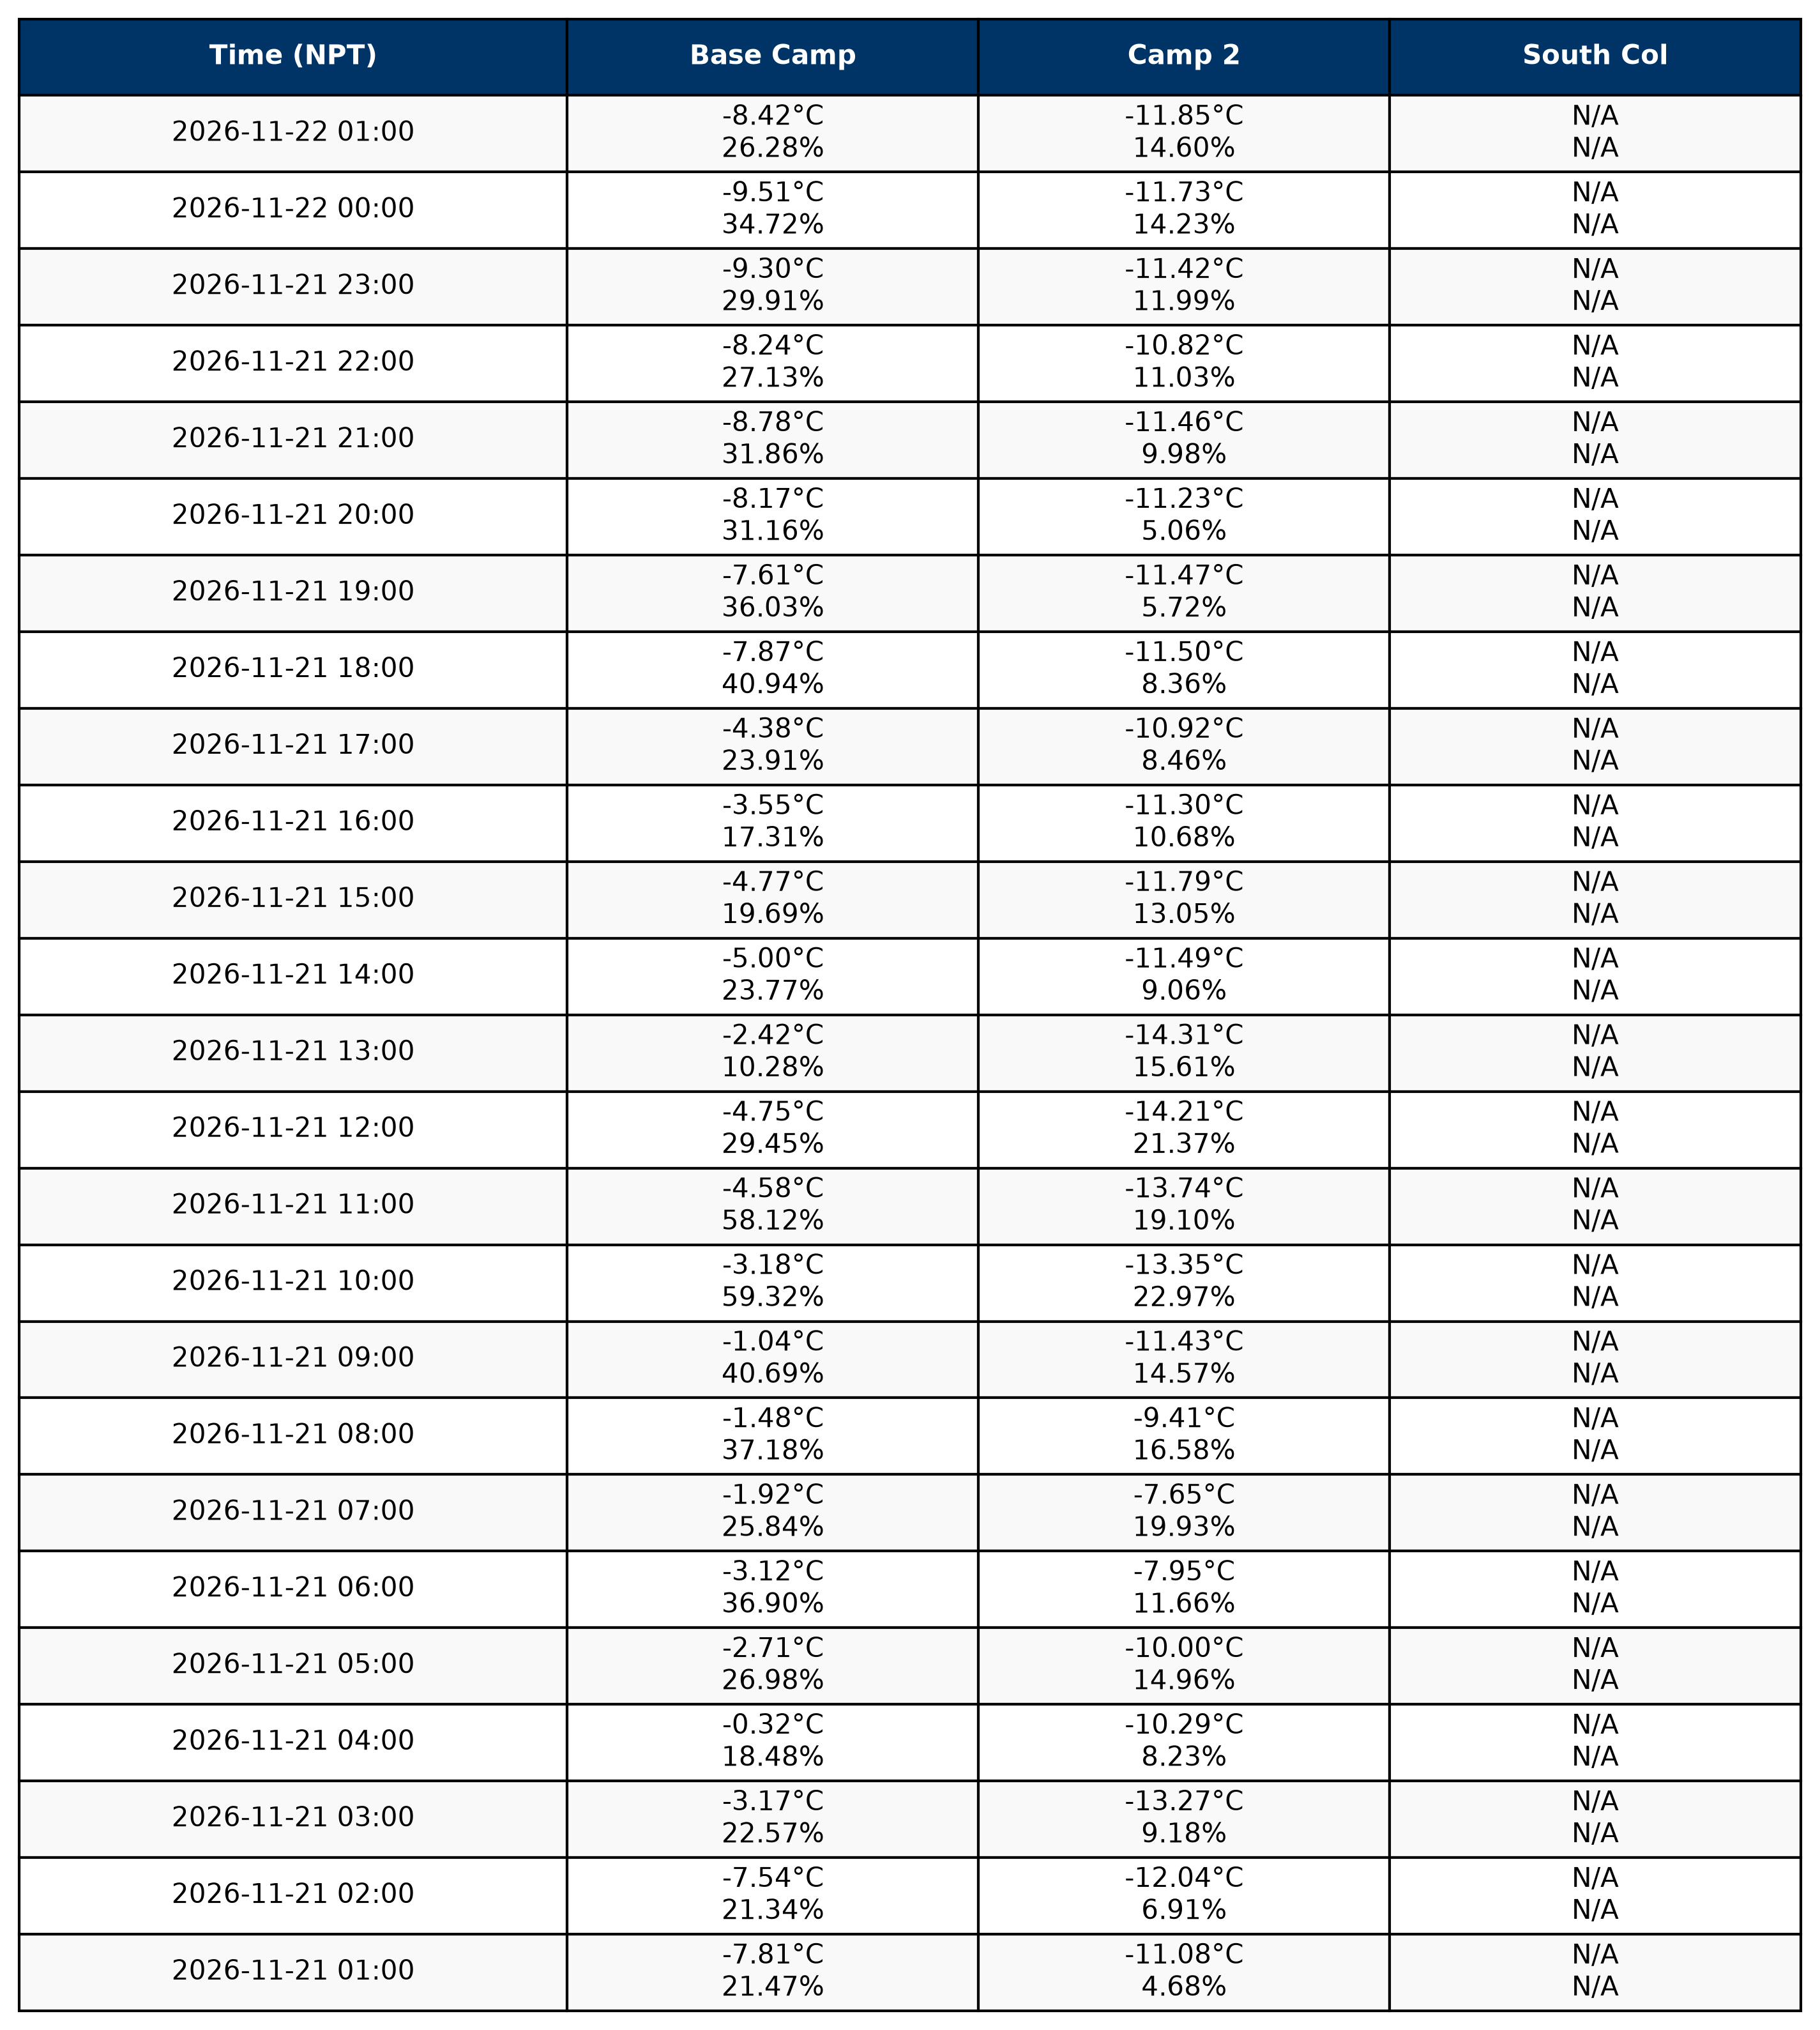 Time (NPT) Base Camp Camp 2 South Col
2026-11-22 01:00 -8.42°C -11.85°C N/A
26.28% 14.60% N/A
2026-11-22 00:00 -9.51°C -11.73°C N/A
34.72% 14.23% N/A
2026-11-21 23:00 -9.30°C -11.42°C N/A
29.91% 11.99% N/A
2026-11-21 22:00 -8.24°C -10.82°C N/A
27.13% 11.03% N/A
2026-11-21 21:00 -8.78°C -11.46°C N/A
31.86% 9.98% N/A
2026-11-21 20:00 -8.17°C -11.23°C N/A
31.16% 5.06% N/A
2026-11-21 19:00 -7.61°C -11.47°C N/A
36.03% 5.72% N/A
2026-11-21 18:00 -7.87°C -11.50°C N/A
40.94% 8.36% N/A
2026-11-21 17:00 -4.38°C -10.92°C N/A
23.91% 8.46% N/A
2026-11-21 16:00 -3.55°C -11.30°C N/A
17.31% 10.68% N/A
2026-11-21 15:00 -4.77°C -11.79°C N/A
19.69% 13.05% N/A
2026-11-21 14:00 -5.00°C -11.49°C N/A
23.77% 9.06% N/A
2026-11-21 13:00 -2.42°C -14.31°C N/A
10.28% 15.61% N/A
2026-11-21 12:00 -4.75°C -14.21°C N/A
29.45% 21.37% N/A
2026-11-21 11:00 -4.58°C -13.74°C N/A
58.12% 19.10% N/A
2026-11-21 10:00 -3.18°C -13.35°C N/A
59.32% 22.97% N/A
2026-11-21 09:00 -1.04°C -11.43°C N/A
40.69% 14.57% N/A
2026-11-21 08:00 -1.48°C -9.41°C N/A
37.18% 16.58% N/A
2026-11-21 07:00 -1.92°C -7.65°C N/A
25.84% 19.93% N/A
2026-11-21 06:00 -3.12°C -7.95°C N/A
36.90% 11.66% N/A
2026-11-21 05:00 -2.71°C -10.00°C N/A
26.98% 14.96% N/A
2026-11-21 04:00 -0.32°C -10.29°C N/A
18.48% 8.23% N/A
2026-11-21 03:00 -3.17°C -13.27°C N/A
22.57% 9.18% N/A
2026-11-21 02:00 -7.54°C -12.04°C N/A
21.34% 6.91% N/A
2026-11-21 01:00 -7.81°C -11.08°C N/A
21.47% 4.68% N/A